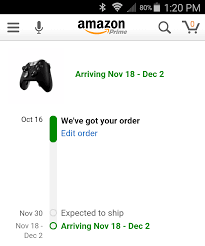 80% 1:20 PM
amazon
Prime
0
Arriving Nov 18 - Dec 2
Oct 16 We've got your order
Edit order
Nov 30 Expected to ship
Nov 18 - Dec 2 Arriving Nov 18 - Dec 2